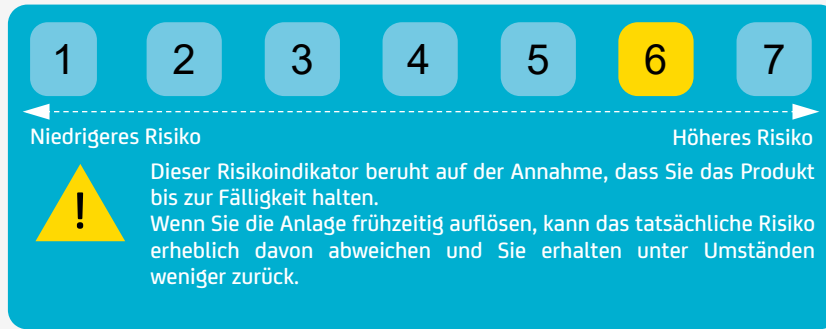 1 2 3 4 5 6 7
Niedrigeres Risiko Höheres Risiko
!
Dieser Risikoindikator beruht auf der Annahme, dass Sie das Produkt
bis zur Fälligkeit halten.
Wenn Sie die Anlage frühzeitig auflösen, kann das tatsächliche Risiko
erheblich davon abweichen und Sie erhalten unter Umständen
weniger zurück.